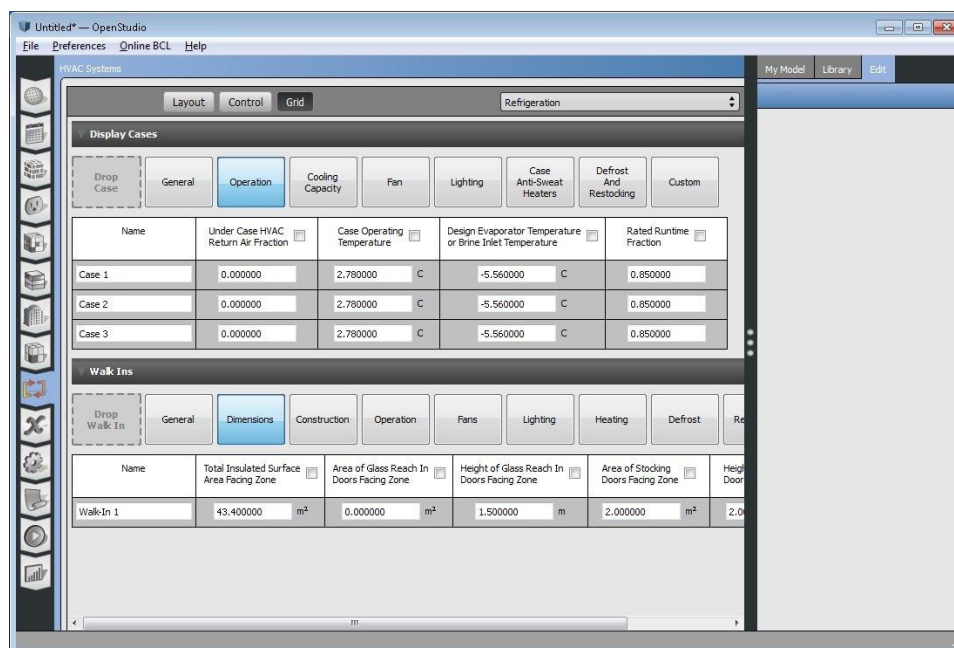 Untitled* — OpenStudio
File Preferences Online BCL Help
HVAC Systems
My Model Library Edit
Layout Control Grid Refrigeration
Display Cases
Drop Case General Operation Cooling Capacity Fan Lighting Case Anti-Sweat Heaters Defrost And Restocking Custom
Name Under Case HVAC Return Air Fraction Case Operating Temperature Design Evaporator Temperature or Brine Inlet Temperature Rated Runtime Fraction
Case 1 0.000000 2.780000 C -5.560000 C 0.850000
Case 2 0.000000 2.780000 C -5.560000 C 0.850000
Case 3 0.000000 2.780000 C -5.560000 C 0.850000
Walk Ins
Drop Walk In General Dimensions Construction Operation Fans Lighting Heating Defrost Re
Name Total Insulated Surface Area Facing Zone Area of Glass Reach In Doors Facing Zone Height of Glass Reach In Doors Facing Zone Area of Stocking Doors Facing Zone Heigh Door
Walk-In 1 43.400000 m² 0.000000 m² 1.500000 m 2.000000 m² 2.00